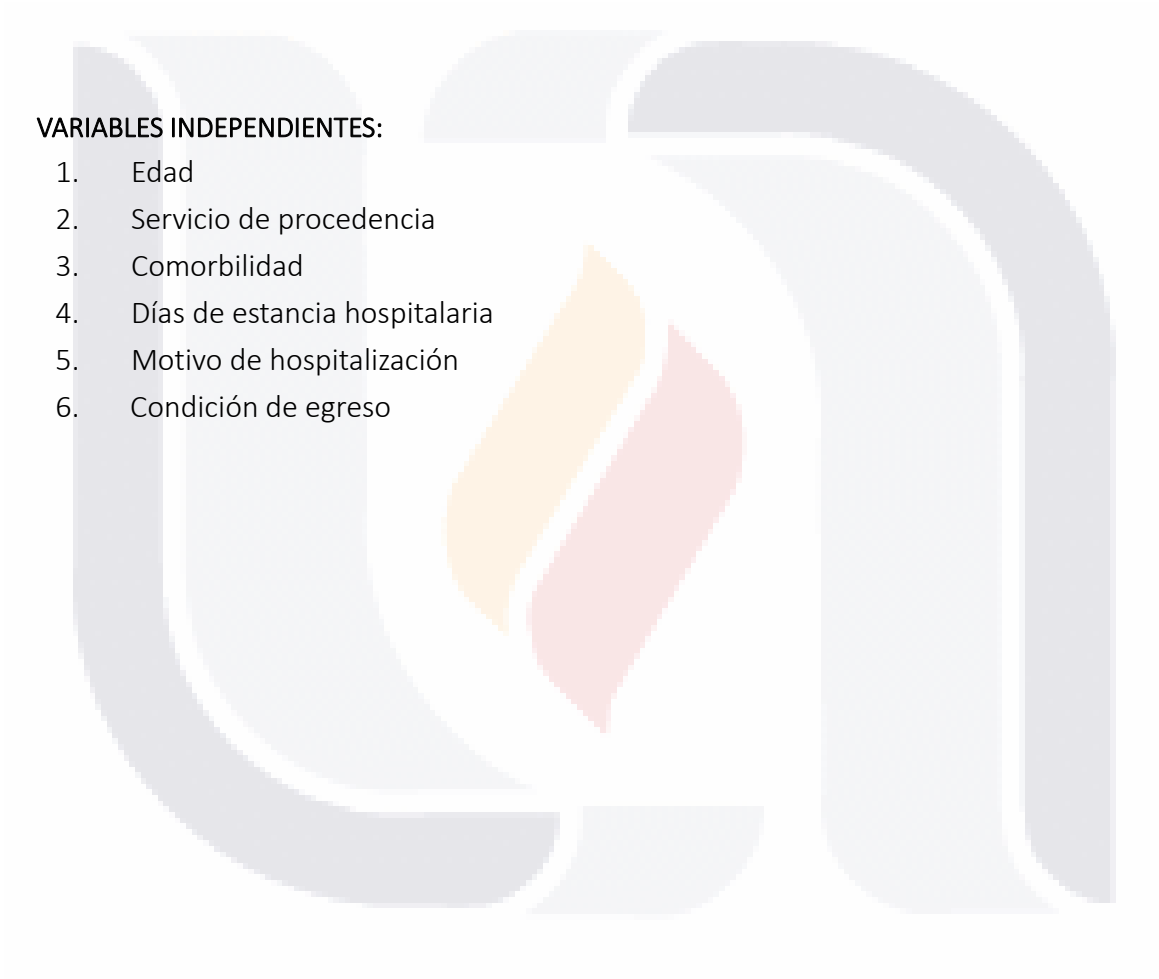 VARIABLES INDEPENDIENTES:
1. Edad
2. Servicio de procedencia
3. Comorbilidad
4. Días de estancia hospitalaria
5. Motivo de hospitalización
6. Condición de egreso